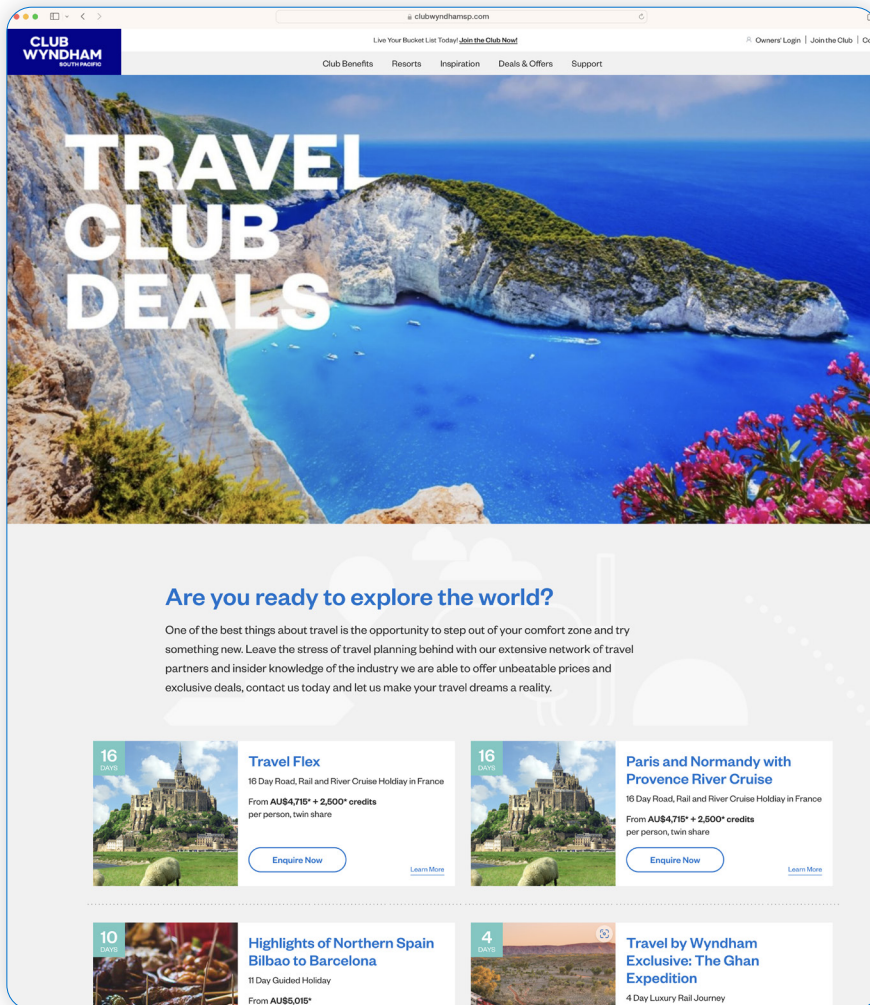 clubwyndhamsp.com
CLUB
WYNDHAM
SOUTH PACIFIC
Live Your Bucket List Today! Join the Club Now!
Owners' Login | Join the Club | Co
Club Benefits Resorts Inspiration Deals & Offers Support
TRAVEL
CLUB
DEALS
Are you ready to explore the world?
One of the best things about travel is the opportunity to step out of your comfort zone and try
something new. Leave the stress of travel planning behind with our extensive network of travel
partners and insider knowledge of the industry we are able to offer unbeatable prices and
exclusive deals, contact us today and let us make your travel dreams a reality.
16
DAYS
Travel Flex
16 Day Road, Rail and River Cruise Holdiay in France
From AU$4,715* + 2,500* credits
per person, twin share
Enquire Now
Learn More
16
DAYS
Paris and Normandy with
Provence River Cruise
16 Day Road, Rail and River Cruise Holdiay in France
From AU$4,715* + 2,500* credits
per person, twin share
Enquire Now
Learn More
10
DAYS
Highlights of Northern Spain
Bilbao to Barcelona
11 Day Guided Holiday
From AU$5,015*
4
DAYS
Travel by Wyndham
Exclusive: The Ghan
Expedition
4 Day Luxury Rail Journey